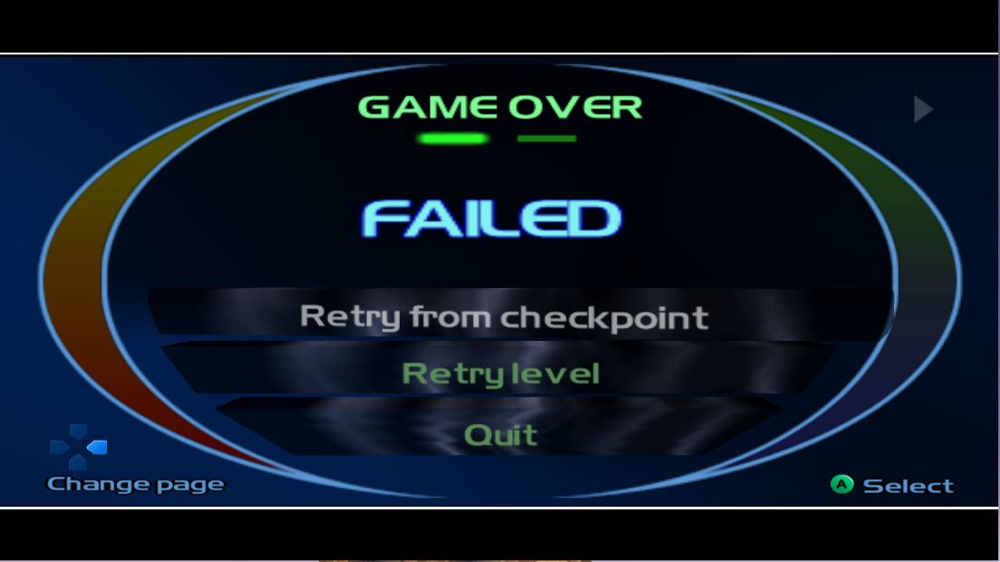 GAME OVER
FAILED
Retry from checkpoint
Retry level
Quit
Change page
A Select